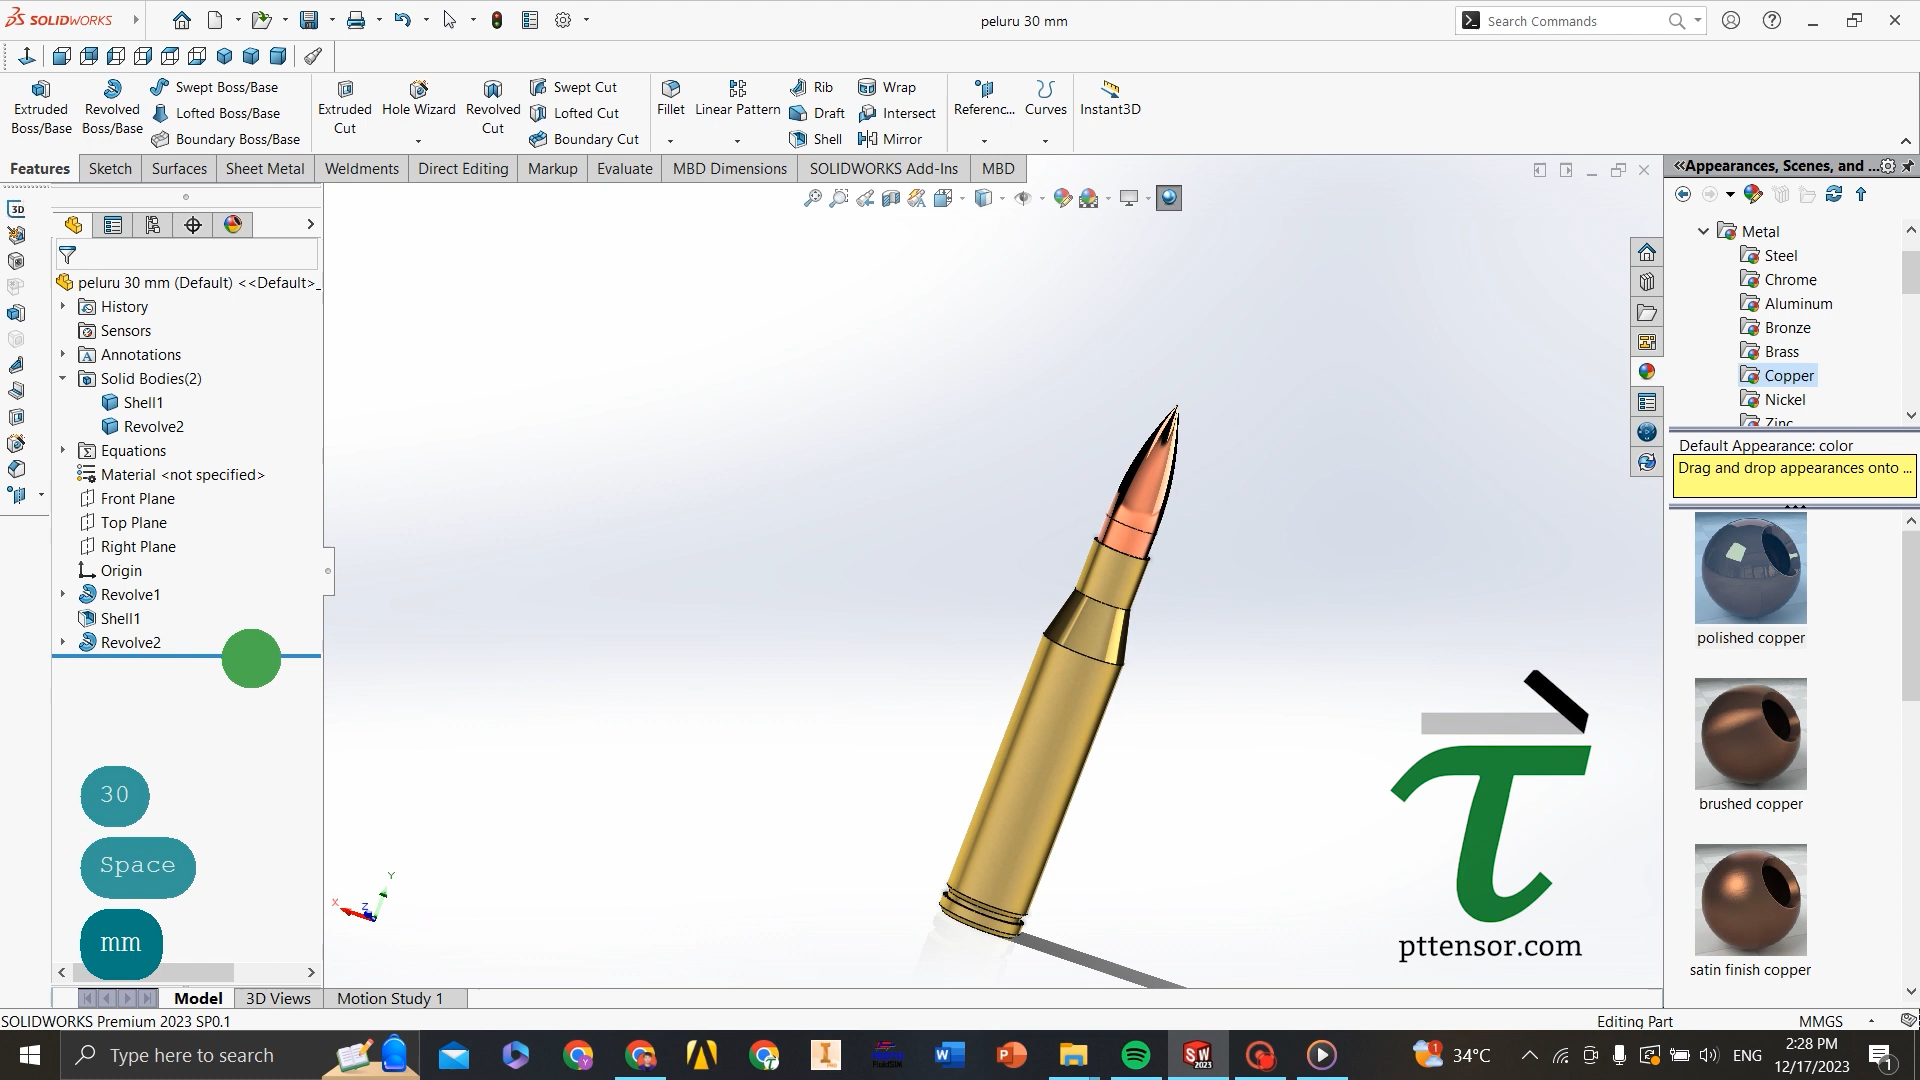 SOLIDWORKS
peluru 30 mm
Search Commands
Extruded Boss/Base
Revolved Boss/Base
Swept Boss/Base
Lofted Boss/Base
Boundary Boss/Base
Extruded Cut
Hole Wizard
Revolved Cut
Swept Cut
Lofted Cut
Boundary Cut
Fillet
Linear Pattern
Rib
Draft
Shell
Wrap
Intersect
Mirror
Referenc...
Curves
Instant3D
Features
Sketch
Surfaces
Sheet Metal
Weldments
Direct Editing
Markup
Evaluate
MBD Dimensions
SOLIDWORKS Add-Ins
MBD
3D
peluru 30 mm (Default) <<Default>_
History
Sensors
Annotations
Solid Bodies(2)
Shell1
Revolve2
Equations
Material <not specified>
Front Plane
Top Plane
Right Plane
Origin
Revolve1
Shell1
Revolve2
30
Space
mm
X
Z
Y
τ
pttensor.com
«Appearances, Scenes, and ...
Metal
Steel
Chrome
Aluminum
Bronze
Brass
Copper
Nickel
Zinc
Default Appearance: color
Drag and drop appearances onto ...
polished copper
brushed copper
satin finish copper
Model
3D Views
Motion Study 1
SOLIDWORKS Premium 2023 SP0.1
Editing Part
MMGS
Type here to search
34°C
ENG
2:28 PM
12/17/2023
1